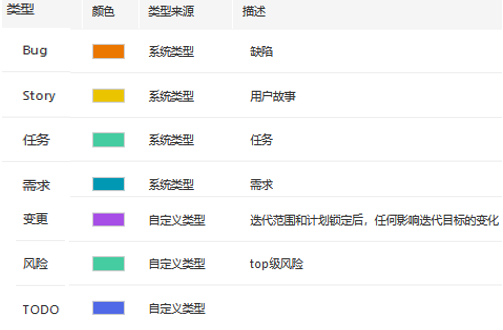 类型 颜色 类型来源 描述
Bug 系统类型 缺陷
Story 系统类型 用户故事
任务 系统类型 任务
需求 系统类型 需求
变更 自定义类型 迭代范围和计划锁定后，任何影响迭代目标的变化
风险 自定义类型 top级风险
TODO 自定义类型